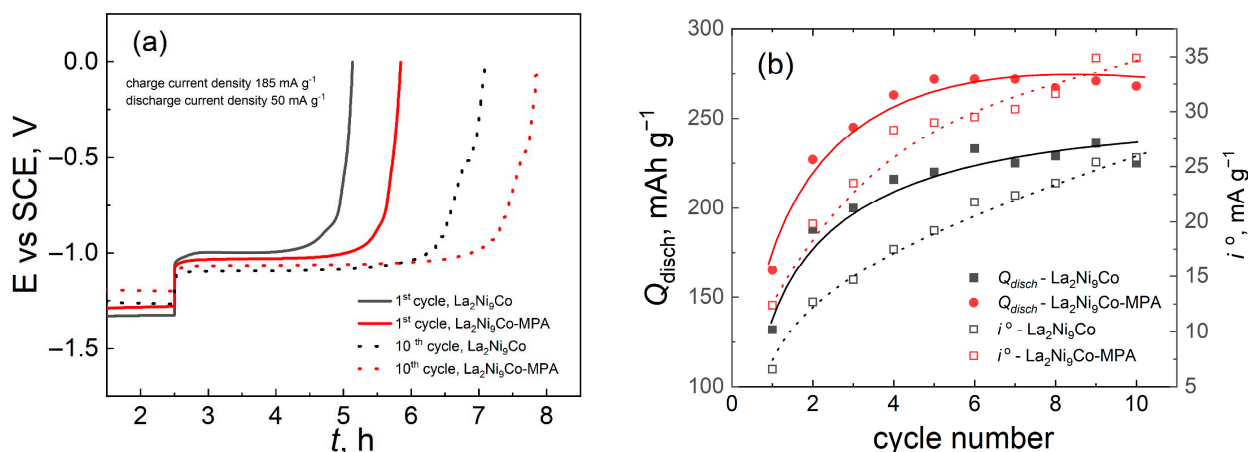 (a)
charge current density 185 mA g⁻¹
discharge current density 50 mA g⁻¹
E vs SCE, V
0.0
−0.5
−1.0
−1.5
1ˢᵗ cycle, La₂Ni₉Co
1ˢᵗ cycle, La₂Ni₉Co-MPA
10 ᵗʰ cycle, La₂Ni₉Co
10ᵗʰ cycle, La₂Ni₉Co-MPA
2 3 4 5 6 7 8
t, h
(b)
Q_disch, mAh g⁻¹
300
250
200
150
100
Q_disch - La₂Ni₉Co
Q_disch - La₂Ni₉Co-MPA
i ᵒ - La₂Ni₉Co
i ᵒ - La₂Ni₉Co-MPA
0 2 4 6 8 10
cycle number
35
30
25
20
15
10
5
i ᵒ, mA g⁻¹